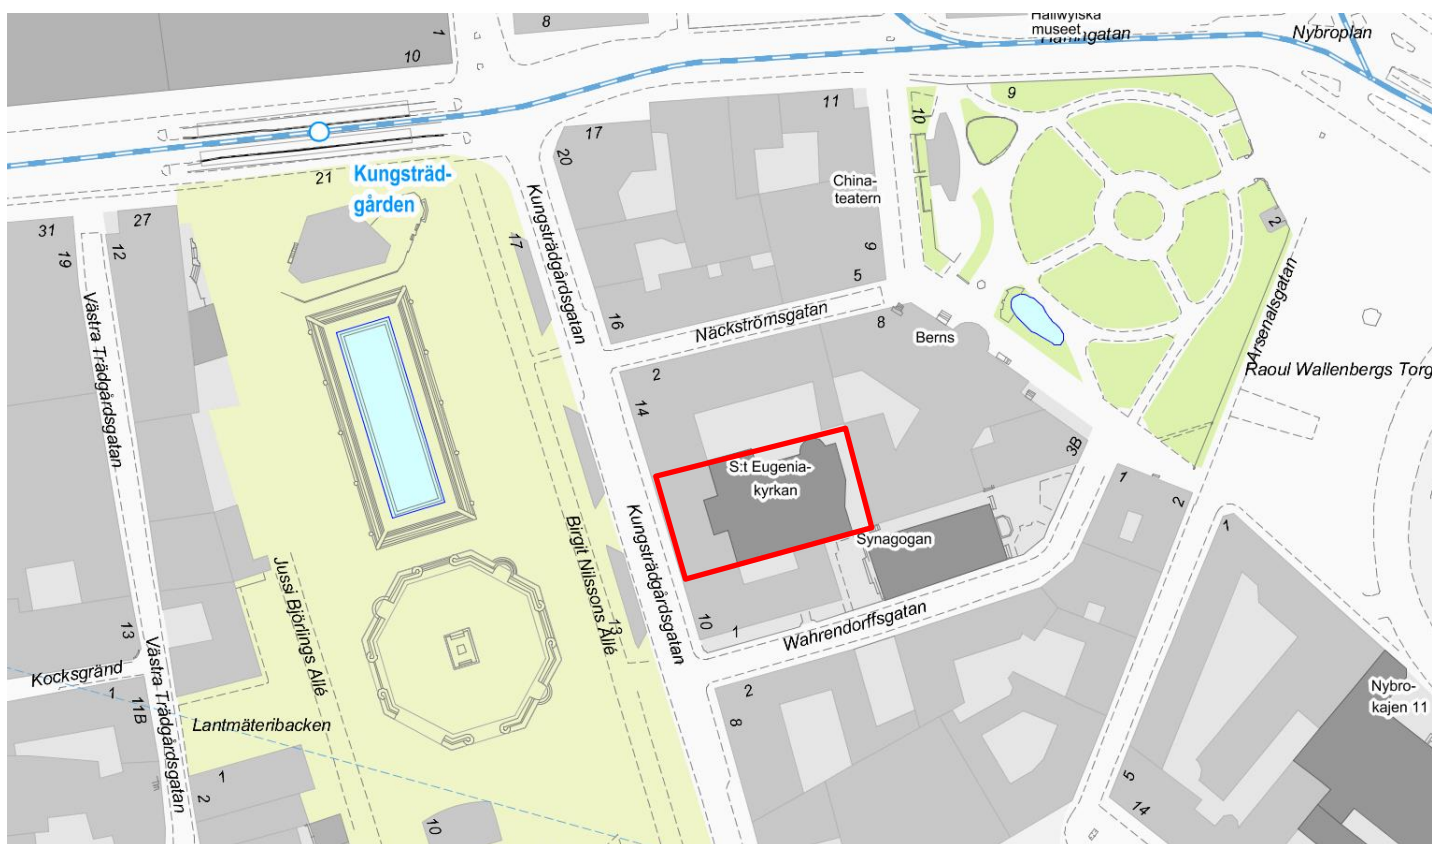 8
Hallwylska
museet
Hamngatan
Nybroplan
1
10
9
10
11
17
20
21
Kungsträd-
gården
China-
teatern
31
19
27
12
17
Kungsträdgårdsgatan
9
5
2
16
Näckströmsgatan
8
Berns
Arsenalsgatan
Raoul Wallenbergs Torg
Västra Trädgårdsgatan
2
14
3B
S:t Eugenia-
kyrkan
1
2
1
Synagogan
Kungsträdgårdsgatan
Birgit Nilssons Allé
Jussi Björlings Allé
13
10
1
Wahrendorffsgatan
13
Kocksgränd
1
11B
Västra Trädgårdsgatan
2
8
Nybro-
kajen 11
Lantmäteribacken
1
2
10
5
14